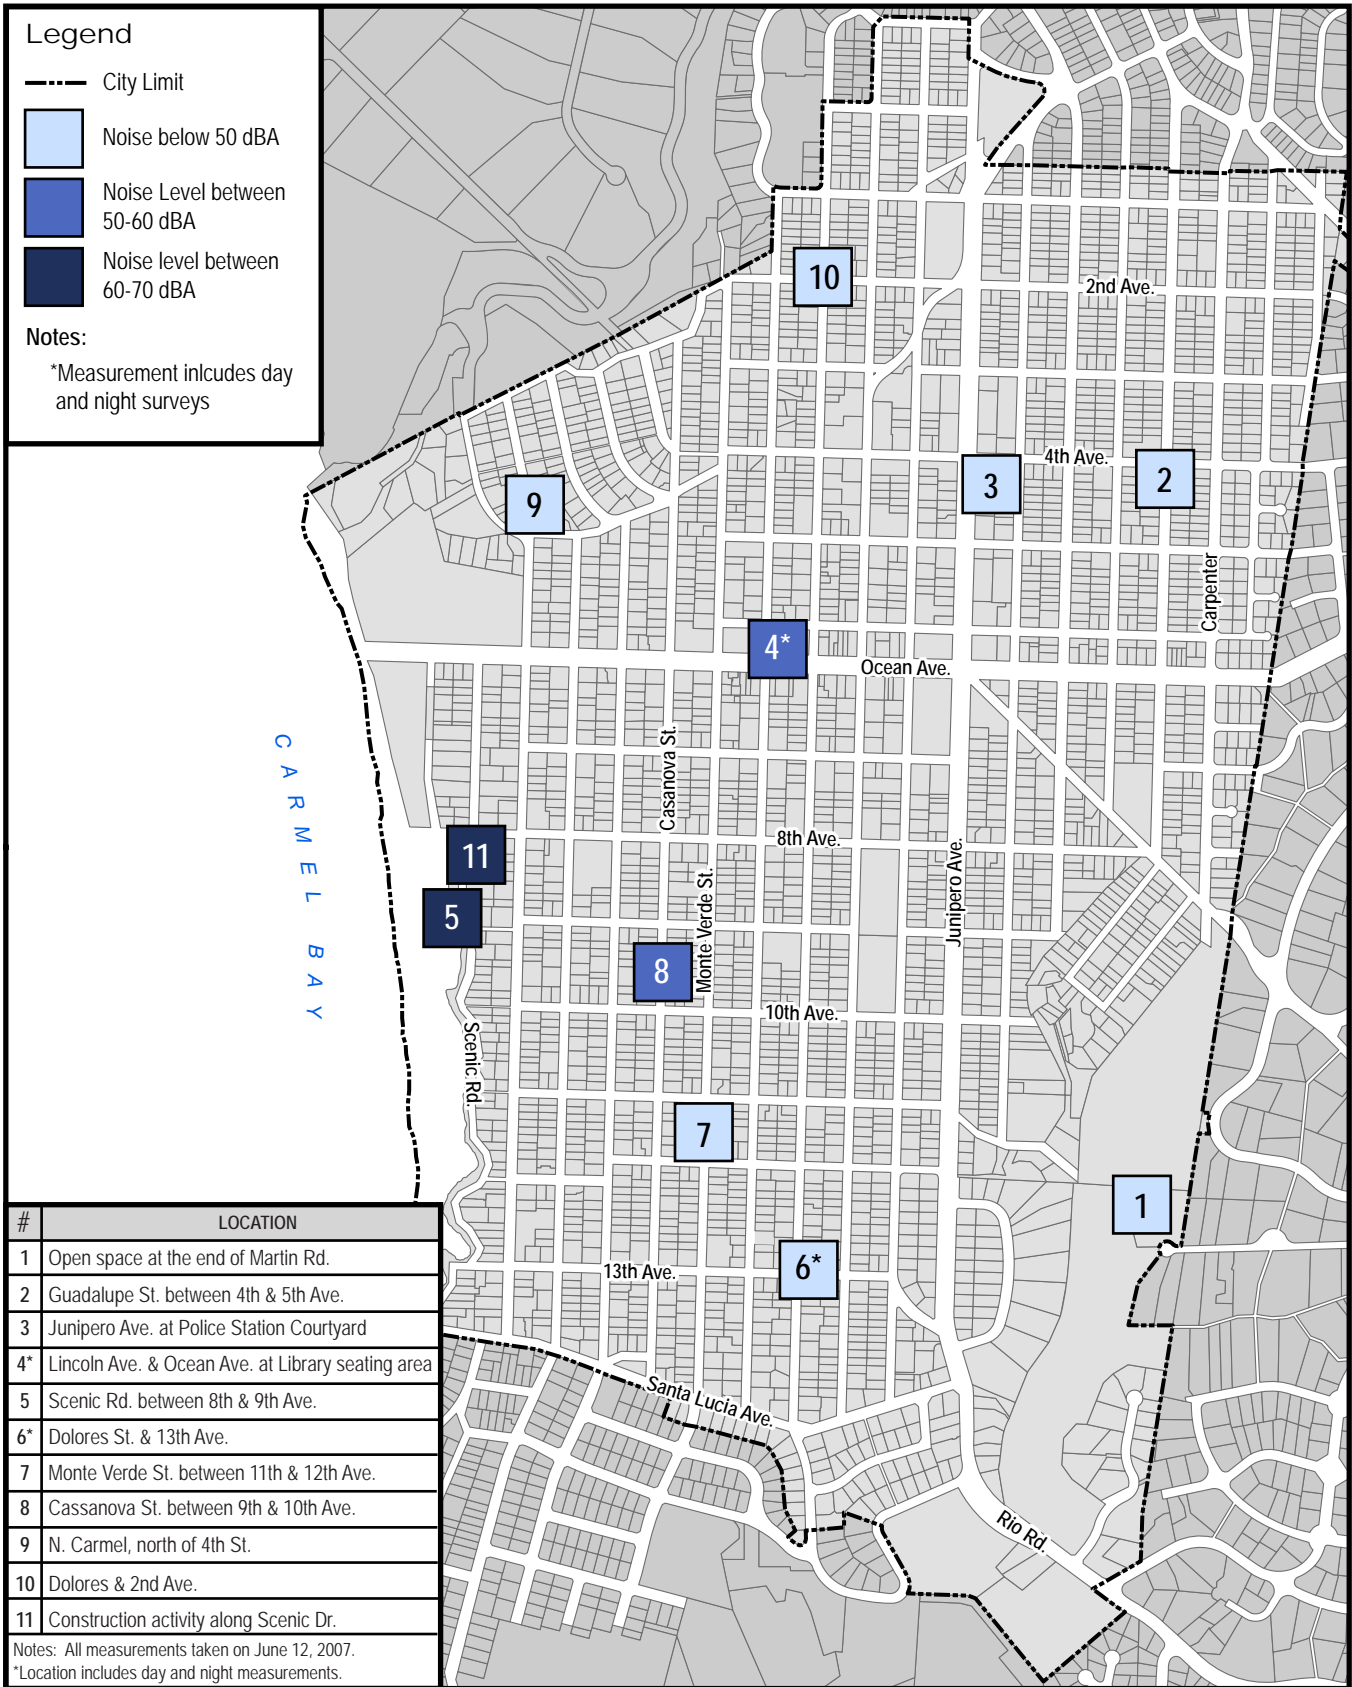 Legend
City Limit
Noise below 50 dBA
Noise Level between
50-60 dBA
Noise level between
60-70 dBA
Notes:
*Measurement inlcudes day
and night surveys
10
2nd Ave.
4th Ave.
3
2
9
Carpenter
4*
Ocean Ave.
CARMEL BAY
Casanova St.
8th Ave.
11
Junipero Ave.
5
Monte Verde St.
8
10th Ave.
Scenic Rd.
7
1
6*
13th Ave.
Santa Lucia Ave.
Rio Rd.
# LOCATION
1 Open space at the end of Martin Rd.
2 Guadalupe St. between 4th & 5th Ave.
3 Junipero Ave. at Police Station Courtyard
4* Lincoln Ave. & Ocean Ave. at Library seating area
5 Scenic Rd. between 8th & 9th Ave.
6* Dolores St. & 13th Ave.
7 Monte Verde St. between 11th & 12th Ave.
8 Cassanova St. between 9th & 10th Ave.
9 N. Carmel, north of 4th St.
10 Dolores & 2nd Ave.
11 Construction activity along Scenic Dr.
Notes: All measurements taken on June 12, 2007.
*Location includes day and night measurements.